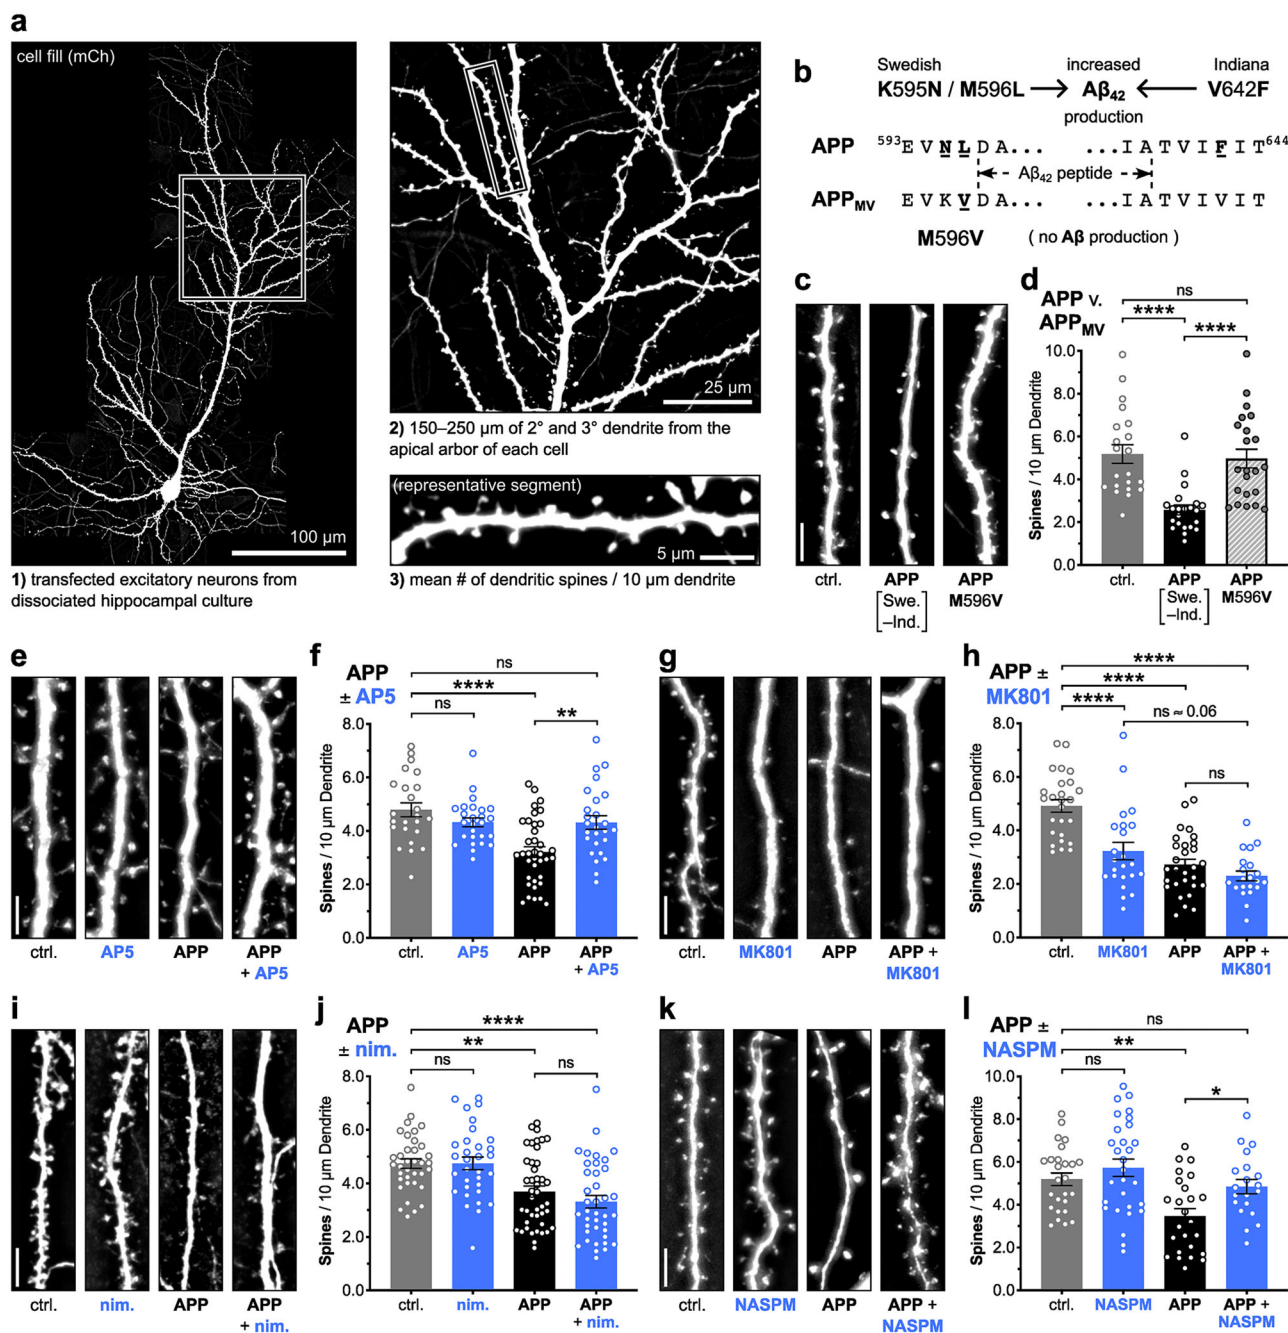 a
cell fill (mCh)
100 µm
1) transfected excitatory neurons from
dissociated hippocampal culture
25 µm
2) 150–250 µm of 2° and 3° dendrite from the
apical arbor of each cell
(representative segment)
5 µm
3) mean # of dendritic spines / 10 µm dendrite
b
Swedish
increased
Indiana
K595N / M596L
Aβ42
V642F
production
APP
593 E V N L D A ... ... I A T V I F I T 644
Aβ42 peptide
APPMV
E V K V D A ... ... I A T V I V I T
M596V
( no Aβ production )
c
ctrl.
APP
[Swe.
–Ind.]
APP
M596V
d
APP v.
APPMV
ns
****
****
Spines / 10 µm Dendrite
10.0
8.0
6.0
4.0
2.0
0.0
ctrl.
APP
[Swe.
–Ind.]
APP
M596V
e
ctrl.
AP5
APP
APP
+ AP5
f
APP
± AP5
ns
****
ns
**
Spines / 10 µm Dendrite
8.0
6.0
4.0
2.0
0.0
ctrl.
AP5
APP
APP
+ AP5
g
ctrl.
MK801
APP
APP +
MK801
h
APP ±
MK801
****
****
****
ns ≈ 0.06
ns
Spines / 10 µm Dendrite
8.0
6.0
4.0
2.0
0.0
ctrl.
MK801
APP
APP +
MK801
i
ctrl.
nim.
APP
APP
+ nim.
j
APP
± nim.
****
**
ns
ns
Spines / 10 µm Dendrite
8.0
6.0
4.0
2.0
0.0
ctrl.
nim.
APP
APP
+ nim.
k
ctrl.
NASPM
APP
APP +
NASPM
l
APP ±
NASPM
ns
**
ns
*
Spines / 10 µm Dendrite
10.0
8.0
6.0
4.0
2.0
0.0
ctrl.
NASPM
APP
APP +
NASPM